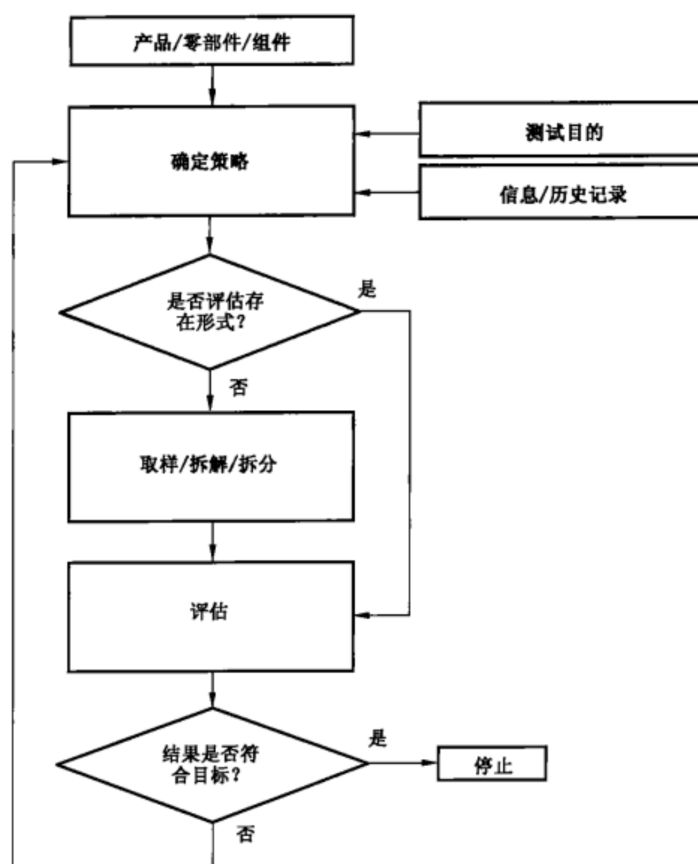 产品/零部件/组件
确定策略
测试目的
信息/历史记录
是否评估存
在形式？
是
否
取样/拆解/拆分
评估
结果是否符
合目标？
是
停止
否